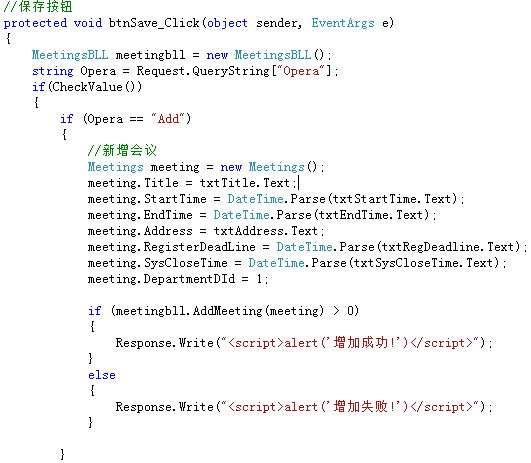 //保存按钮
protected void btnSave_Click(object sender, EventArgs e)
{
MeetingsBLL meetingbll = new MeetingsBLL();
string Opera = Request.QueryString["Opera"];
if(CheckValue())
{
if (Opera == "Add")
{
//新增会议
Meetings meeting = new Meetings();
meeting.Title = txtTitle.Text;
meeting.StartTime = DateTime.Parse(txtStartTime.Text);
meeting.EndTime = DateTime.Parse(txtEndTime.Text);
meeting.Address = txtAddress.Text;
meeting.RegisterDeadLine = DateTime.Parse(txtRegDeadline.Text);
meeting.SysCloseTime = DateTime.Parse(txtSysCloseTime.Text);
meeting.DepartmentDId = 1;
if (meetingbll.AddMeeting(meeting) > 0)
{
Response.Write("<script>alert('增加成功!')</script>");
}
else
{
Response.Write("<script>alert('增加失败!')</script>");
}
}